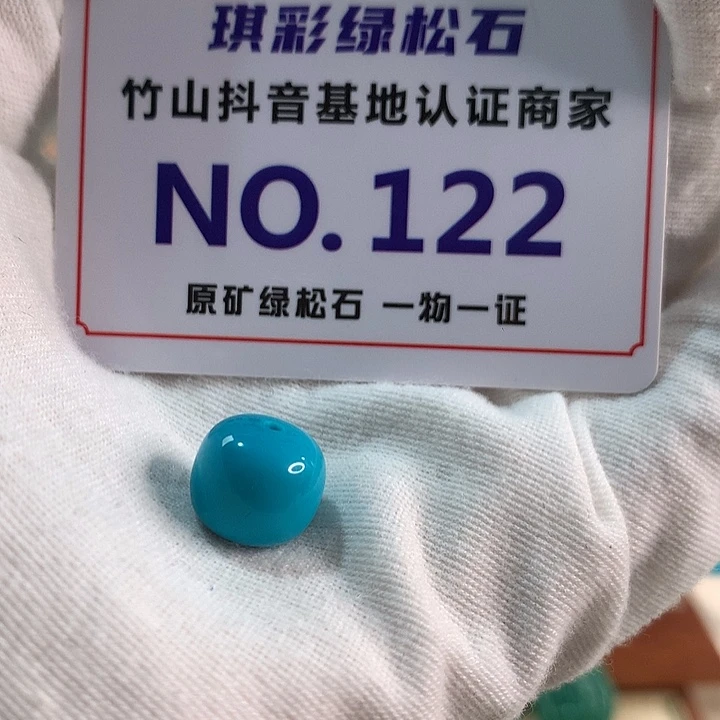 琪彩绿松石
竹山抖音基地认证商家
NO.122
原矿绿松石 一物一证